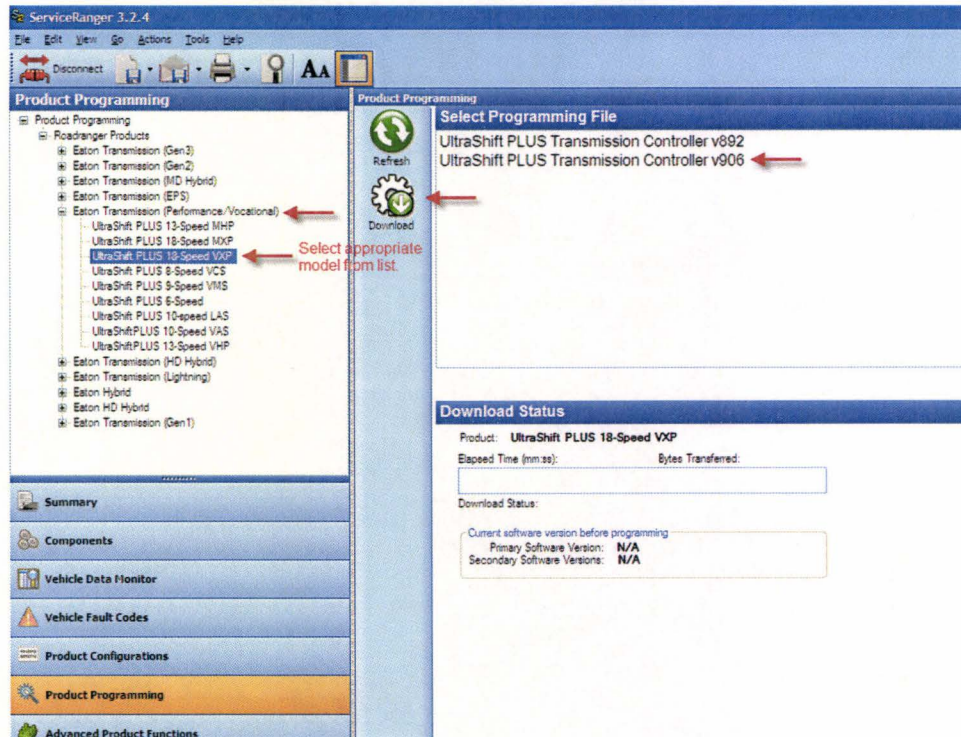 ServiceRanger 3.2.4
File Edit View Go Actions Tools Help
Disconnect
AA
Product Programming
Product Programming
Roadranger Products
Eaton Transmission (Gen3)
Eaton Transmission (Gen2)
Eaton Transmission (MD Hybrid)
Eaton Transmission (EPS)
Eaton Transmission (Performance/Vocational)
UltraShift PLUS 13-Speed MHP
UltraShift PLUS 18-Speed MXP
UltraShift PLUS 18-Speed VXP
UltraShift PLUS 8-Speed VCS
UltraShift PLUS 9-Speed VMS
UltraShift PLUS 6-Speed
UltraShift PLUS 10-speed LAS
UltraShiftPLUS 10-Speed VAS
UltraShiftPLUS 13-Speed VHP
Eaton Transmission (HD Hybrid)
Eaton Transmission (Lightning)
Eaton Hybrid
Eaton HD Hybrid
Eaton Transmission (Gen1)
Select appropriate
model from list.
Summary
Components
Vehicle Data Monitor
Vehicle Fault Codes
Product Configurations
Product Programming
Advanced Product Functions
Product Programming
Refresh
Download
Select Programming File
UltraShift PLUS Transmission Controller v892
UltraShift PLUS Transmission Controller v906
Download Status
Product: UltraShift PLUS 18-Speed VXP
Elapsed Time (mm:ss): Bytes Transferred:
Download Status:
Current software version before programming
Primary Software Version: N/A
Secondary Software Versions: N/A